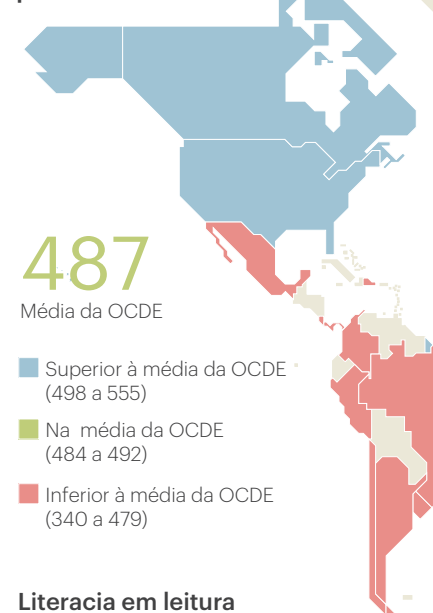 487
Média da OCDE
Superior à média da OCDE
(498 a 555)
Na média da OCDE
(484 a 492)
Inferior à média da OCDE
(340 a 479)
Literacia em leitura